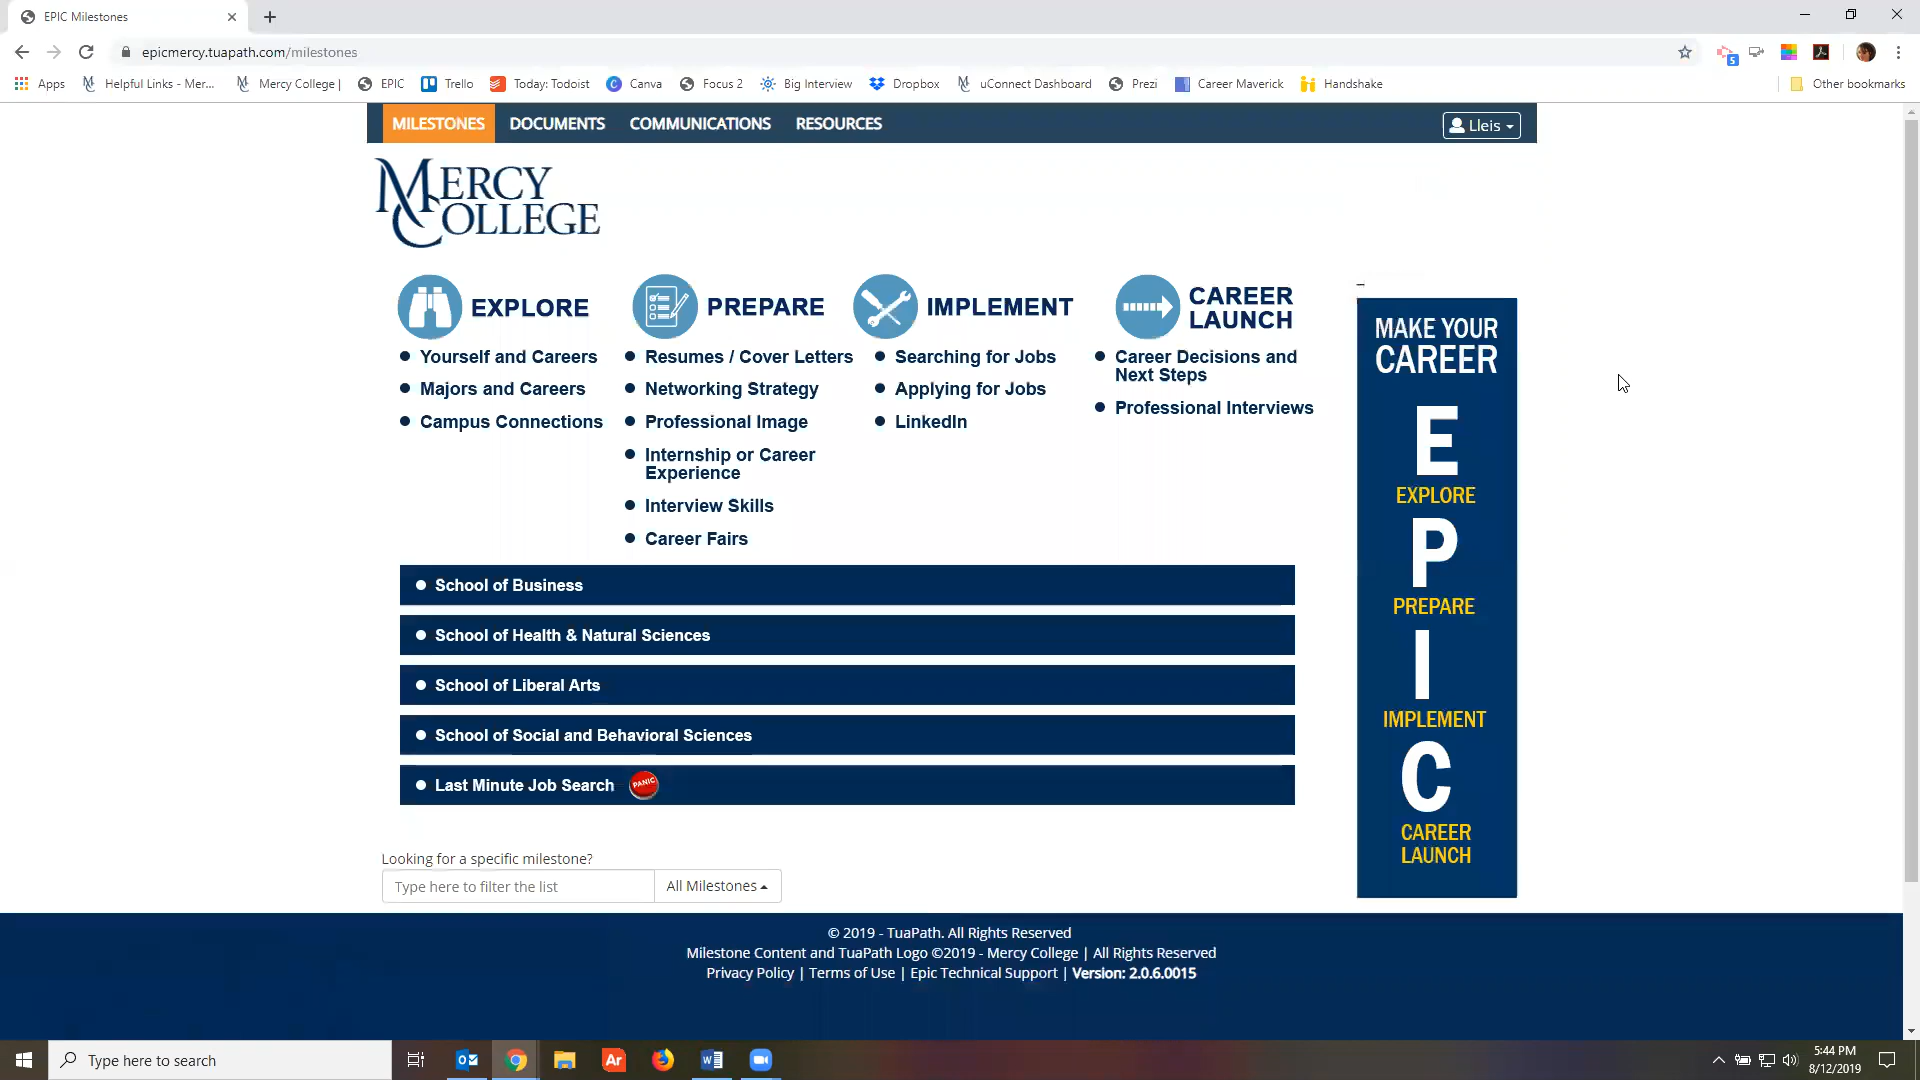 EPIC Milestones
epicmercy.tuapath.com/milestones
5
Apps Helpful Links - Mer... Mercy College | EPIC Trello Today: Todoist Canva Focus 2 Big Interview Dropbox uConnect Dashboard Prezi Career Maverick Handshake Other bookmarks
MILESTONES DOCUMENTS COMMUNICATIONS RESOURCES Lleis
MERCY
COLLEGE
EXPLORE
Yourself and Careers
Majors and Careers
Campus Connections
PREPARE
Resumes / Cover Letters
Networking Strategy
Professional Image
Internship or Career
Experience
Interview Skills
Career Fairs
IMPLEMENT
Searching for Jobs
Applying for Jobs
LinkedIn
CAREER
LAUNCH
Career Decisions and
Next Steps
Professional Interviews
MAKE YOUR
CAREER
E
EXPLORE
P
PREPARE
I
IMPLEMENT
C
CAREER
LAUNCH
School of Business
School of Health & Natural Sciences
School of Liberal Arts
School of Social and Behavioral Sciences
Last Minute Job Search PANIC
Looking for a specific milestone?
Type here to filter the list All Milestones
© 2019 - TuaPath. All Rights Reserved
Milestone Content and TuaPath Logo ©2019 - Mercy College | All Rights Reserved
Privacy Policy | Terms of Use | Epic Technical Support | Version: 2.0.6.0015
Type here to search
Ar
5:44 PM
8/12/2019